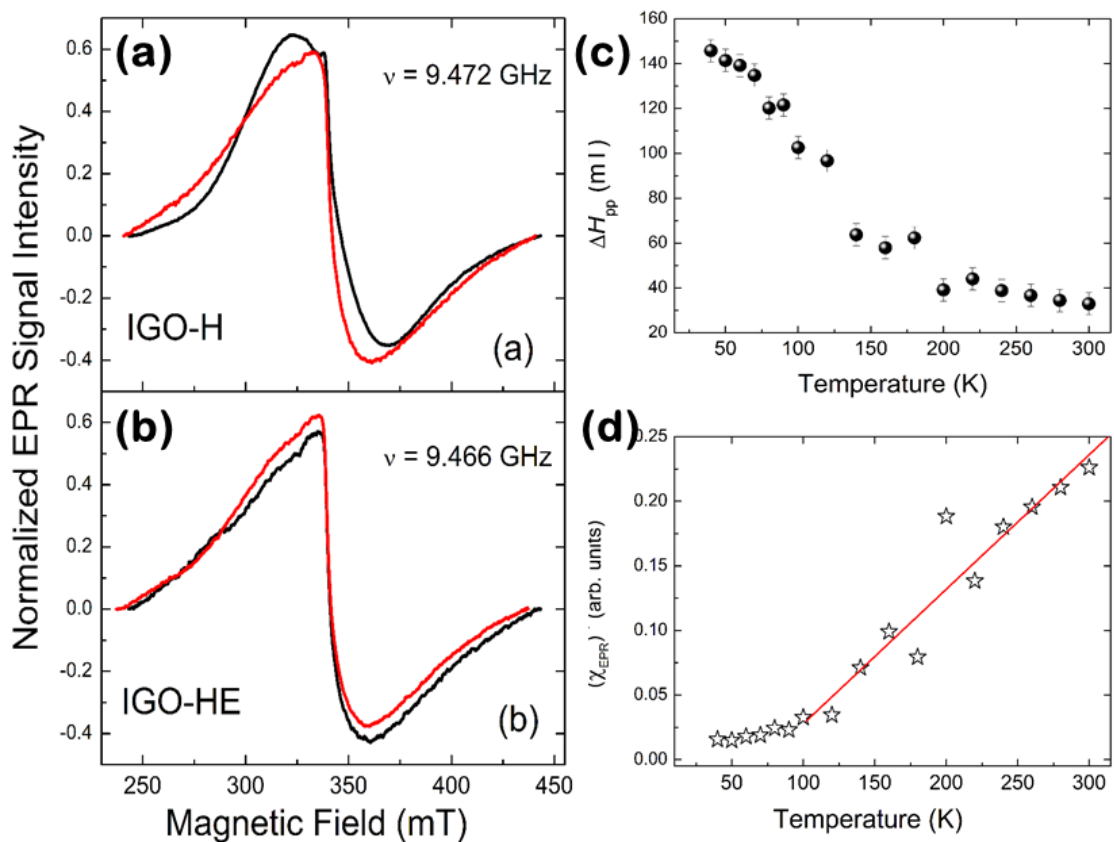 (a)
0.6
0.4
0.2
0.0
-0.2
-0.4
ν = 9.472 GHz
IGO-H
(a)
(b)
0.6
0.4
0.2
0.0
-0.2
-0.4
ν = 9.466 GHz
IGO-HE
(b)
250 300 350 400 450
Magnetic Field (mT)
Normalized EPR Signal Intensity
(c)
160
140
120
100
80
60
40
20
ΔHpp (m l)
50 100 150 200 250 300
Temperature (K)
(d)
0.25
0.20
0.15
0.10
0.05
0.00
(χEPR) (arb. units)
50 100 150 200 250 300
Temperature (K)